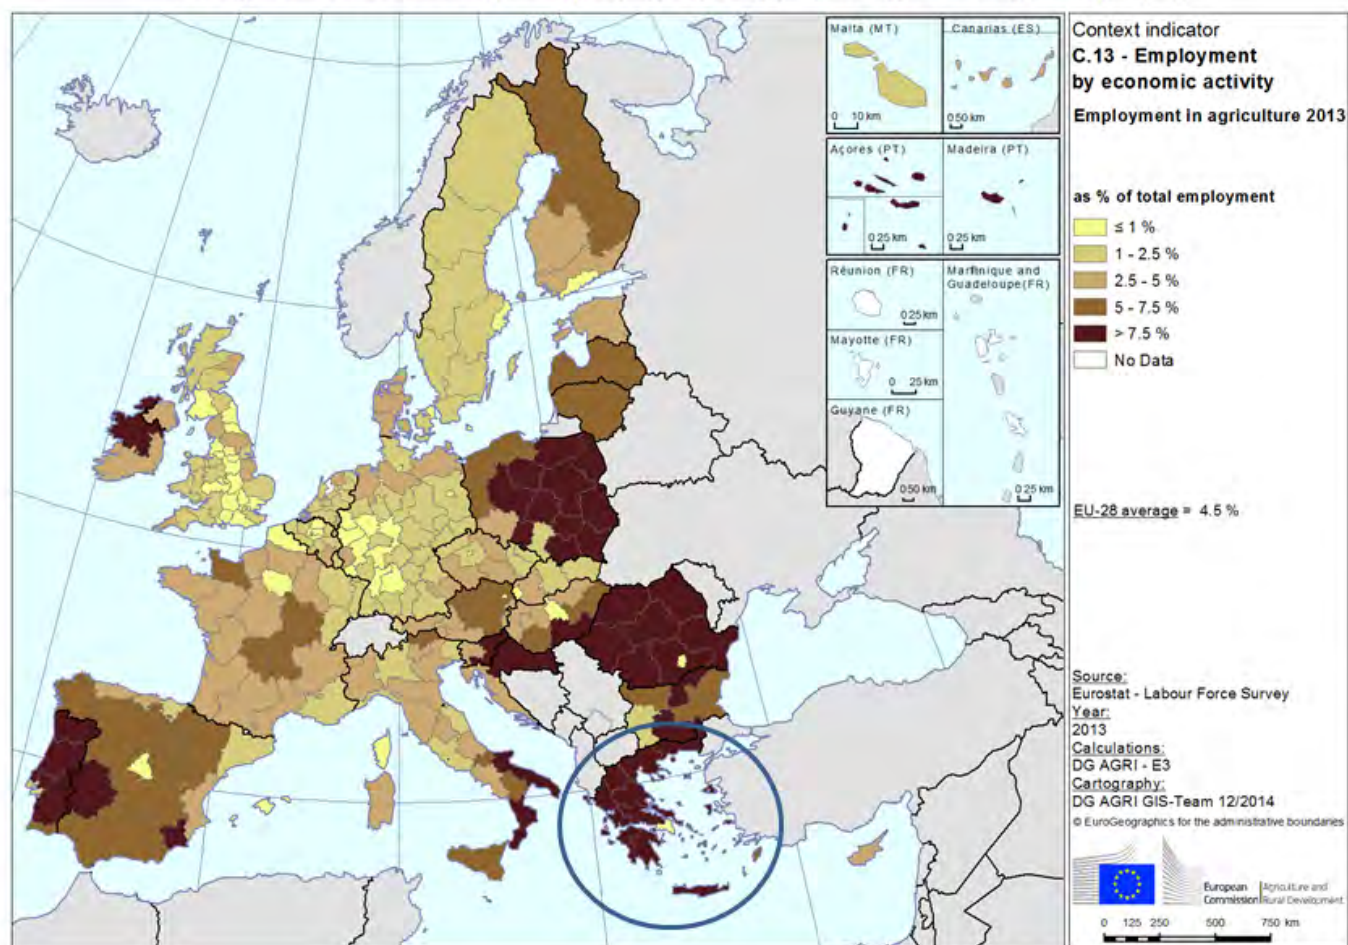 Malta (MT)
0 10 km
Canarias (ES)
0 50 km
Açores (PT)
0 25 km
Madeira (PT)
0 25 km
Réunion (FR)
0 25 km
Martinique and
Guadeloupe(FR)
Mayotte (FR)
0 25 km
Guyane (FR)
0 50 km
0 25 km
Context indicator
C.13 - Employment
by economic activity
Employment in agriculture 2013
as % of total employment
≤ 1 %
1 - 2.5 %
2.5 - 5 %
5 - 7.5 %
> 7.5 %
No Data
EU-28 average = 4.5 %
Source:
Eurostat - Labour Force Survey
Year:
2013
Calculations:
DG AGRI - E3
Cartography:
DG AGRI GIS-Team 12/2014
© EuroGeographics for the administrative boundaries
European
Commission
Agriculture and
Rural Development
0 125 250 500 750 km